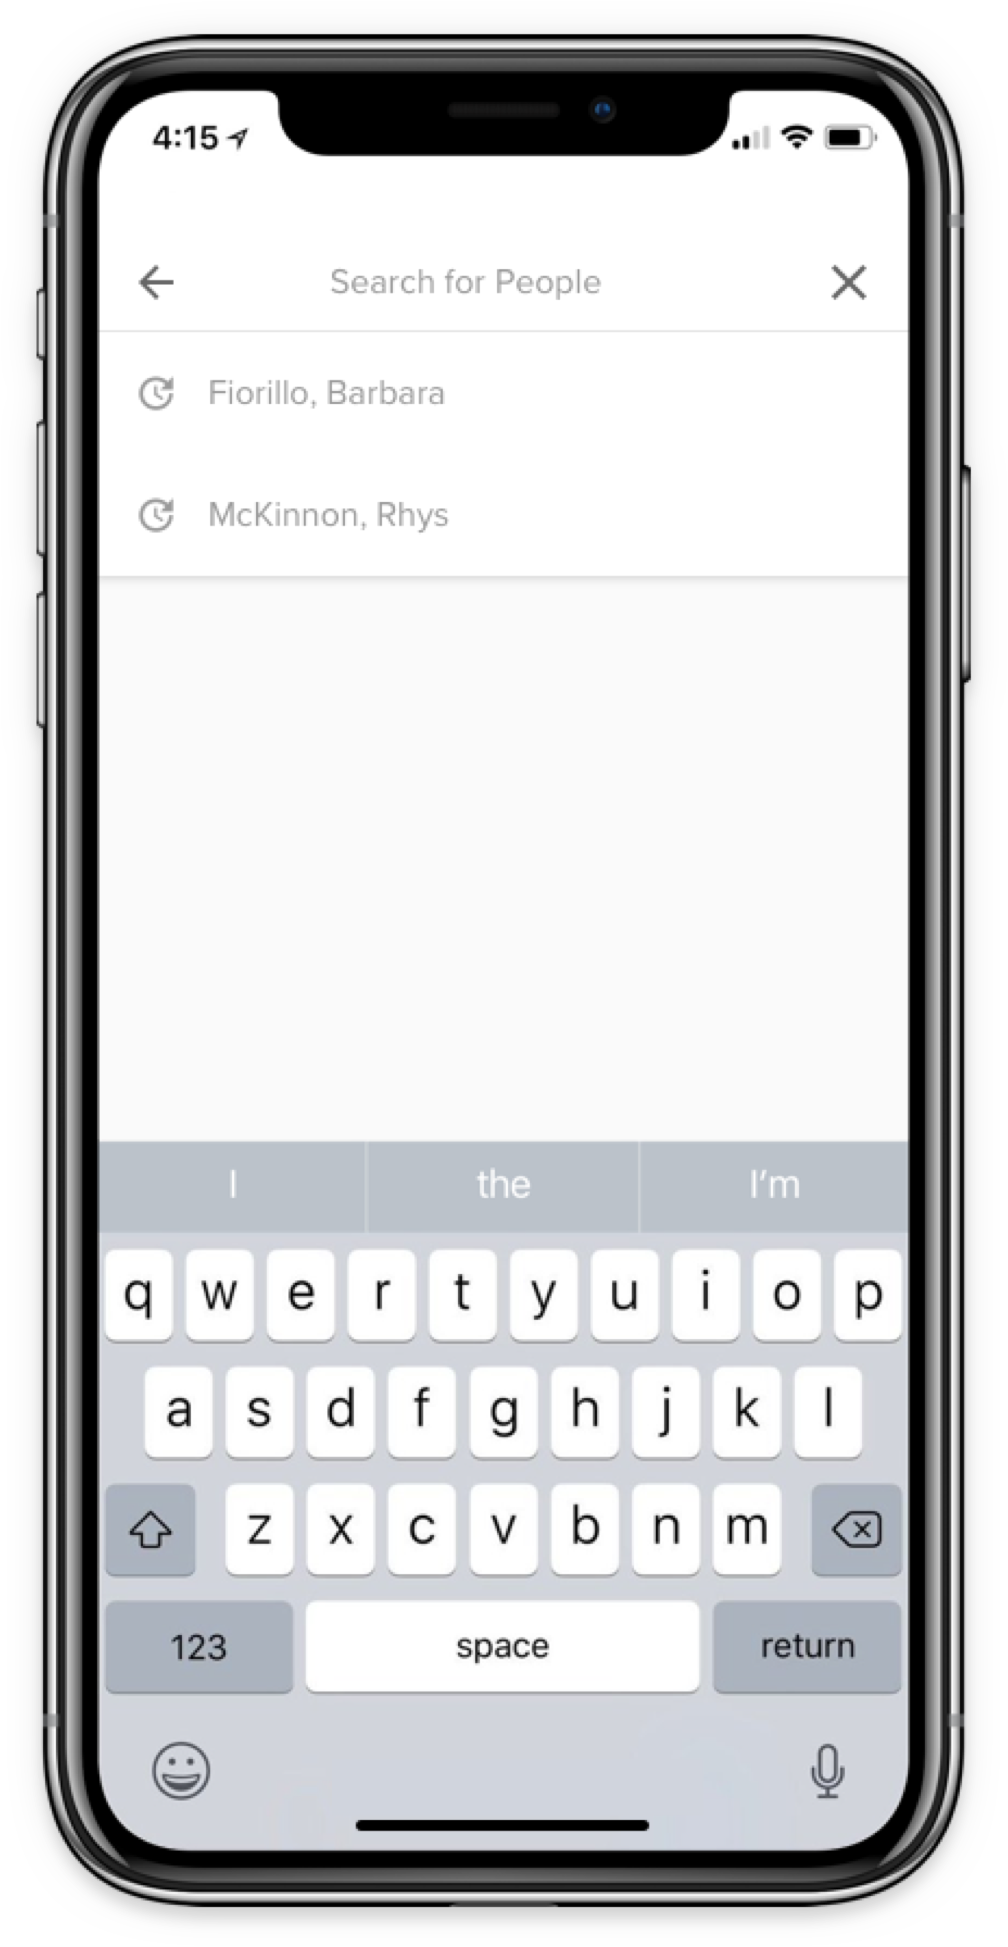 4:15
Search for People
Fiorillo, Barbara
McKinnon, Rhys
I the I'm
q w e r t y u i o p
a s d f g h j k l
z x c v b n m
123 space return